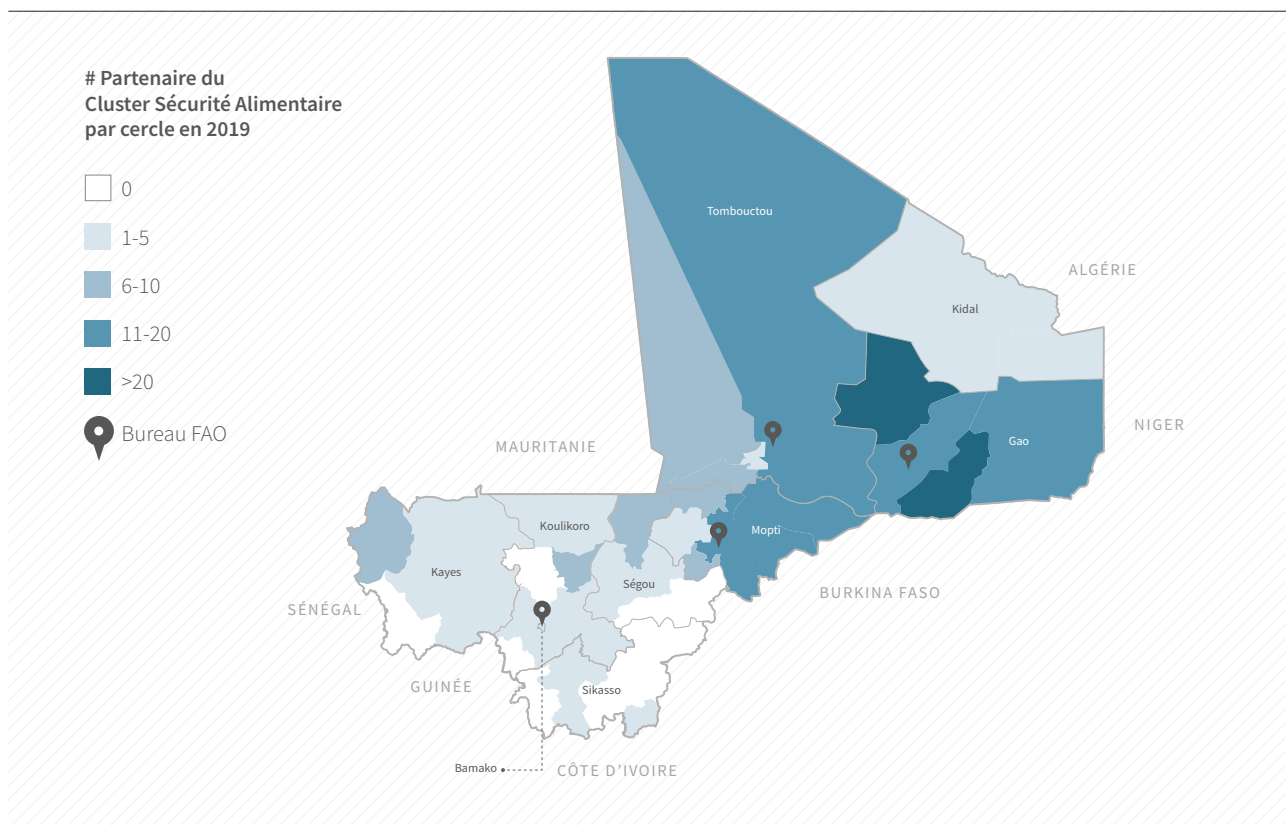 # Partenaire du
Cluster Sécurité Alimentaire
par cercle en 2019
0
1-5
6-10
11-20
>20
Bureau FAO
Tombouctou
ALGÉRIE
Kidal
NIGER
Gao
MAURITANIE
Koulikoro
Mopti
Kayes
Ségou
BURKINA FASO
SÉNÉGAL
GUINÉE
Sikasso
Bamako
CÔTE D'IVOIRE